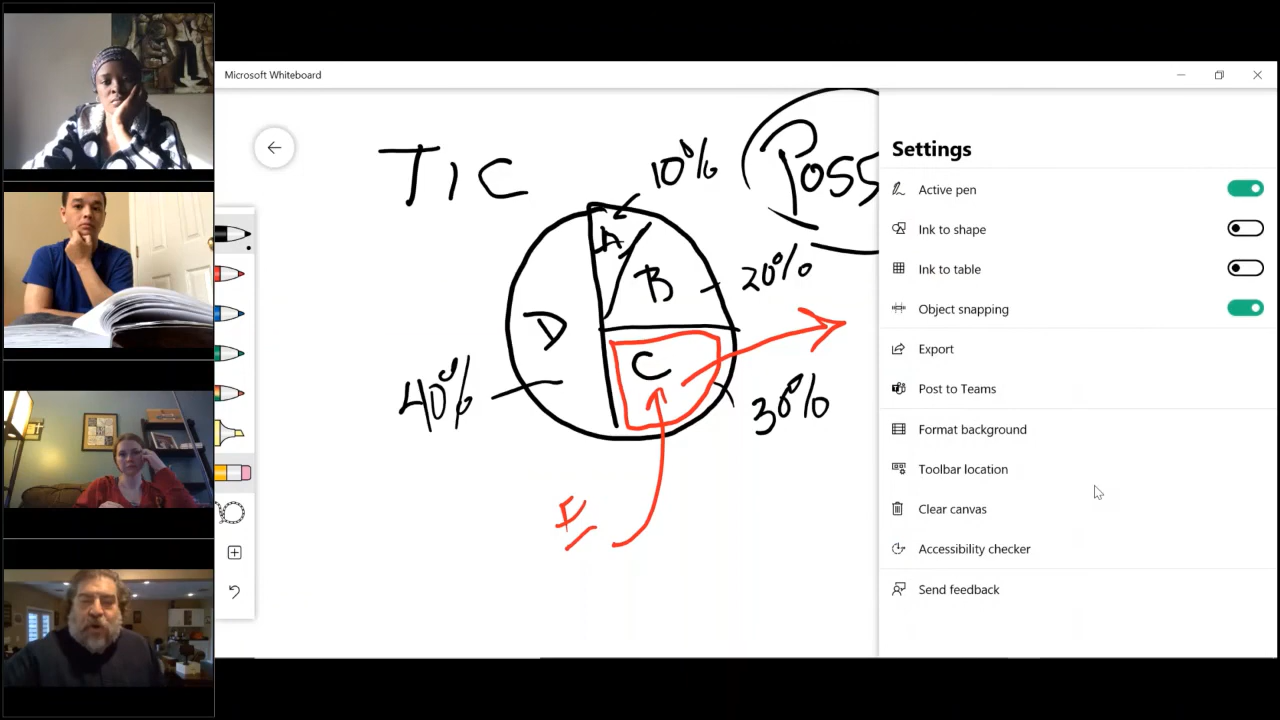 Microsoft Whiteboard
TIC
10%
Poss
A
B
20%
D
C
40%
30%
E
Settings
Active pen
Ink to shape
Ink to table
Object snapping
Export
Post to Teams
Format background
Toolbar location
Clear canvas
Accessibility checker
Send feedback